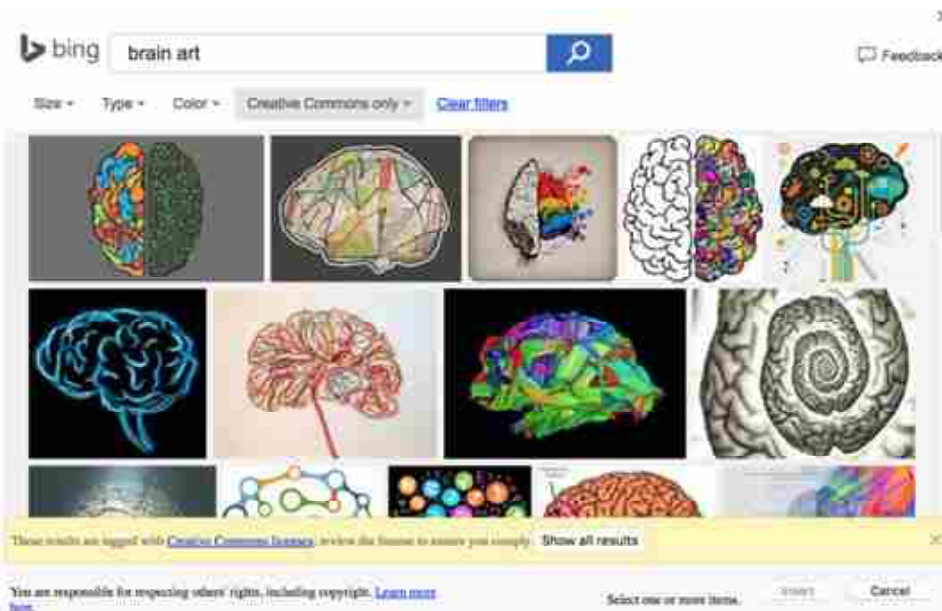 bing
brain art
Feedback
Size Type Color Creative Commons only Clear filters
These results are tagged with Creative Commons licenses, review the license to ensure you comply. Show all results
You are responsible for respecting others' rights, including copyright. Learn more
here.
Select one or more items.
Insert Cancel